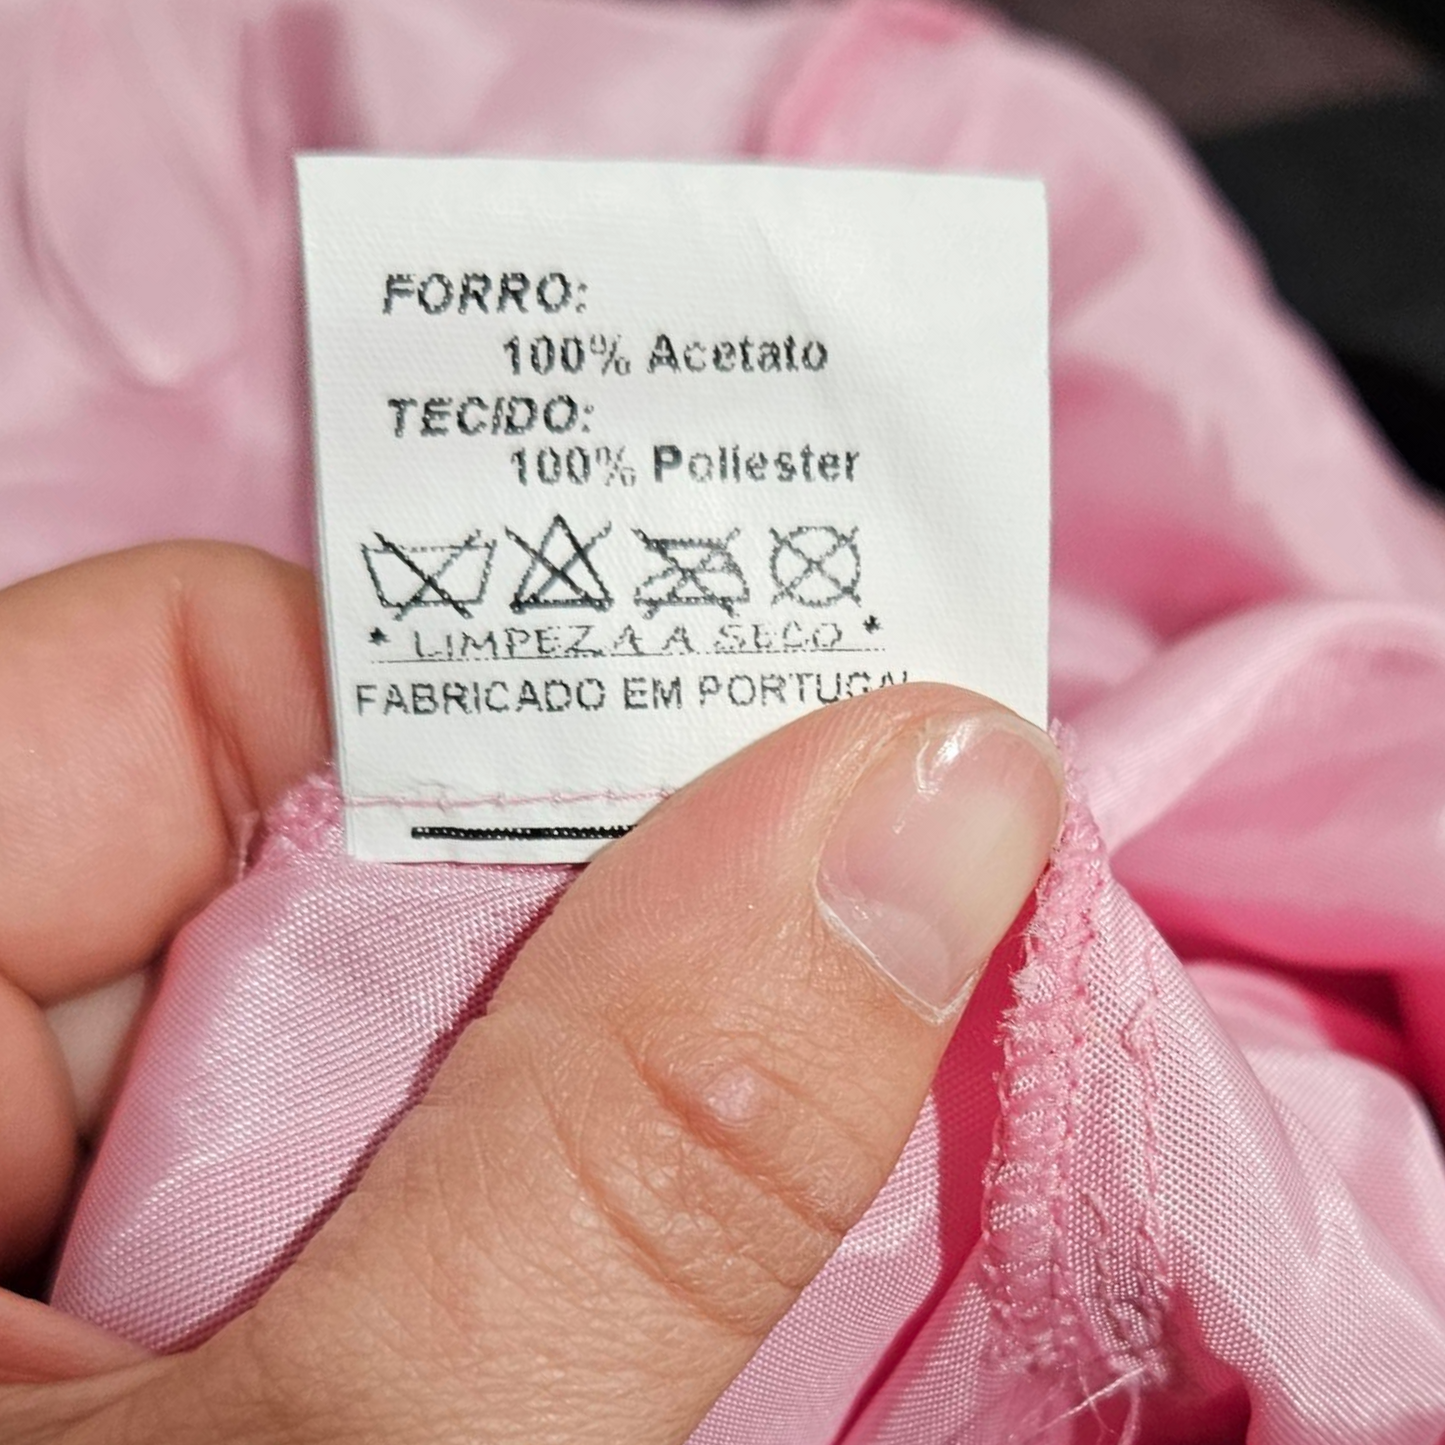 FORRO:
100% Acetato
TECIDO:
100% Poliester
* LIMPEZA A SECO *
FABRICADO EM PORTUGAL